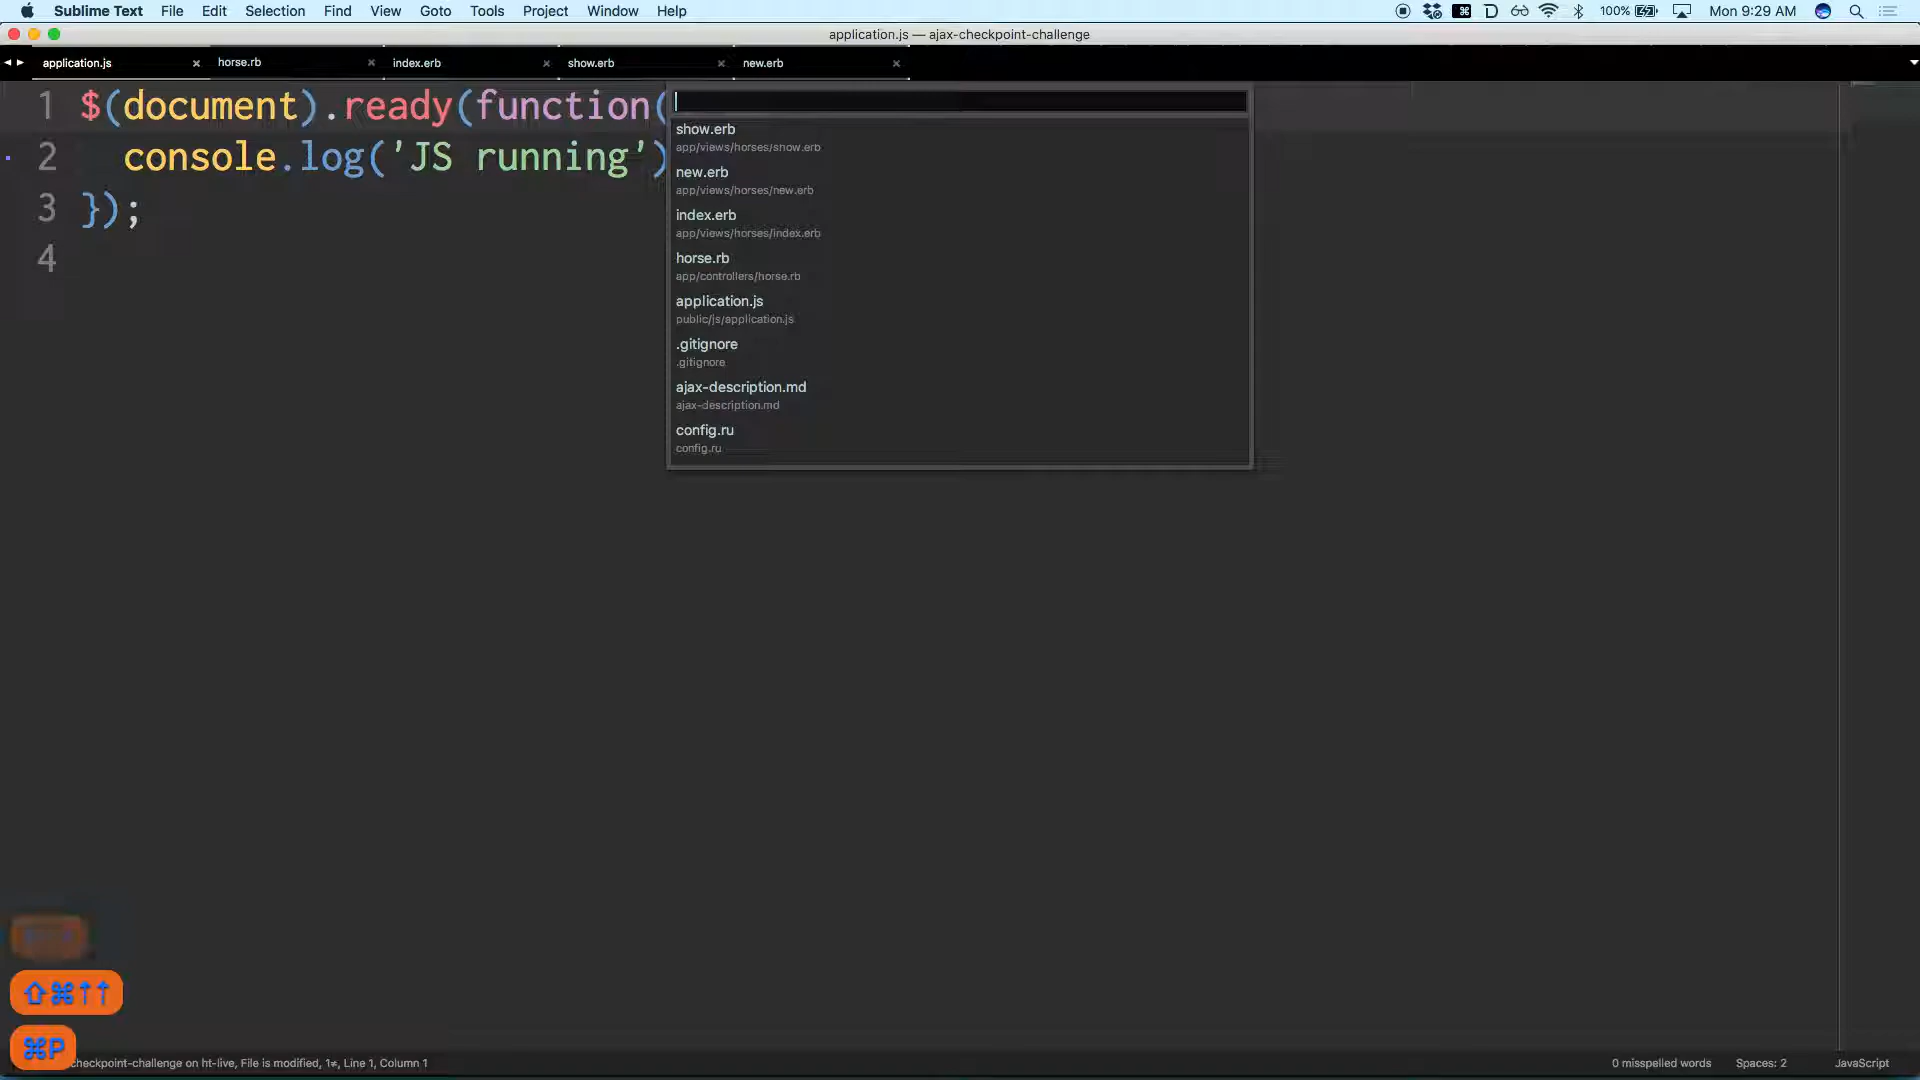 Sublime Text File Edit Selection Find View Goto Tools Project Window Help 100% Mon 9:29 AM
application.js — ajax-checkpoint-challenge
application.js horse.rb index.erb show.erb new.erb
1 $(document).ready(function(
2 console.log('JS running')
3 });
4
show.erb
app/views/horses/show.erb
new.erb
app/views/horses/new.erb
index.erb
app/views/horses/index.erb
horse.rb
app/controllers/horse.rb
application.js
public/js/application.js
.gitignore
.gitignore
ajax-description.md
ajax-description.md
config.ru
config.ru
⇧⌘↑↑
⌘P
checkpoint-challenge on ht-live, File is modified, 1≠, Line 1, Column 1 0 misspelled words Spaces: 2 JavaScript